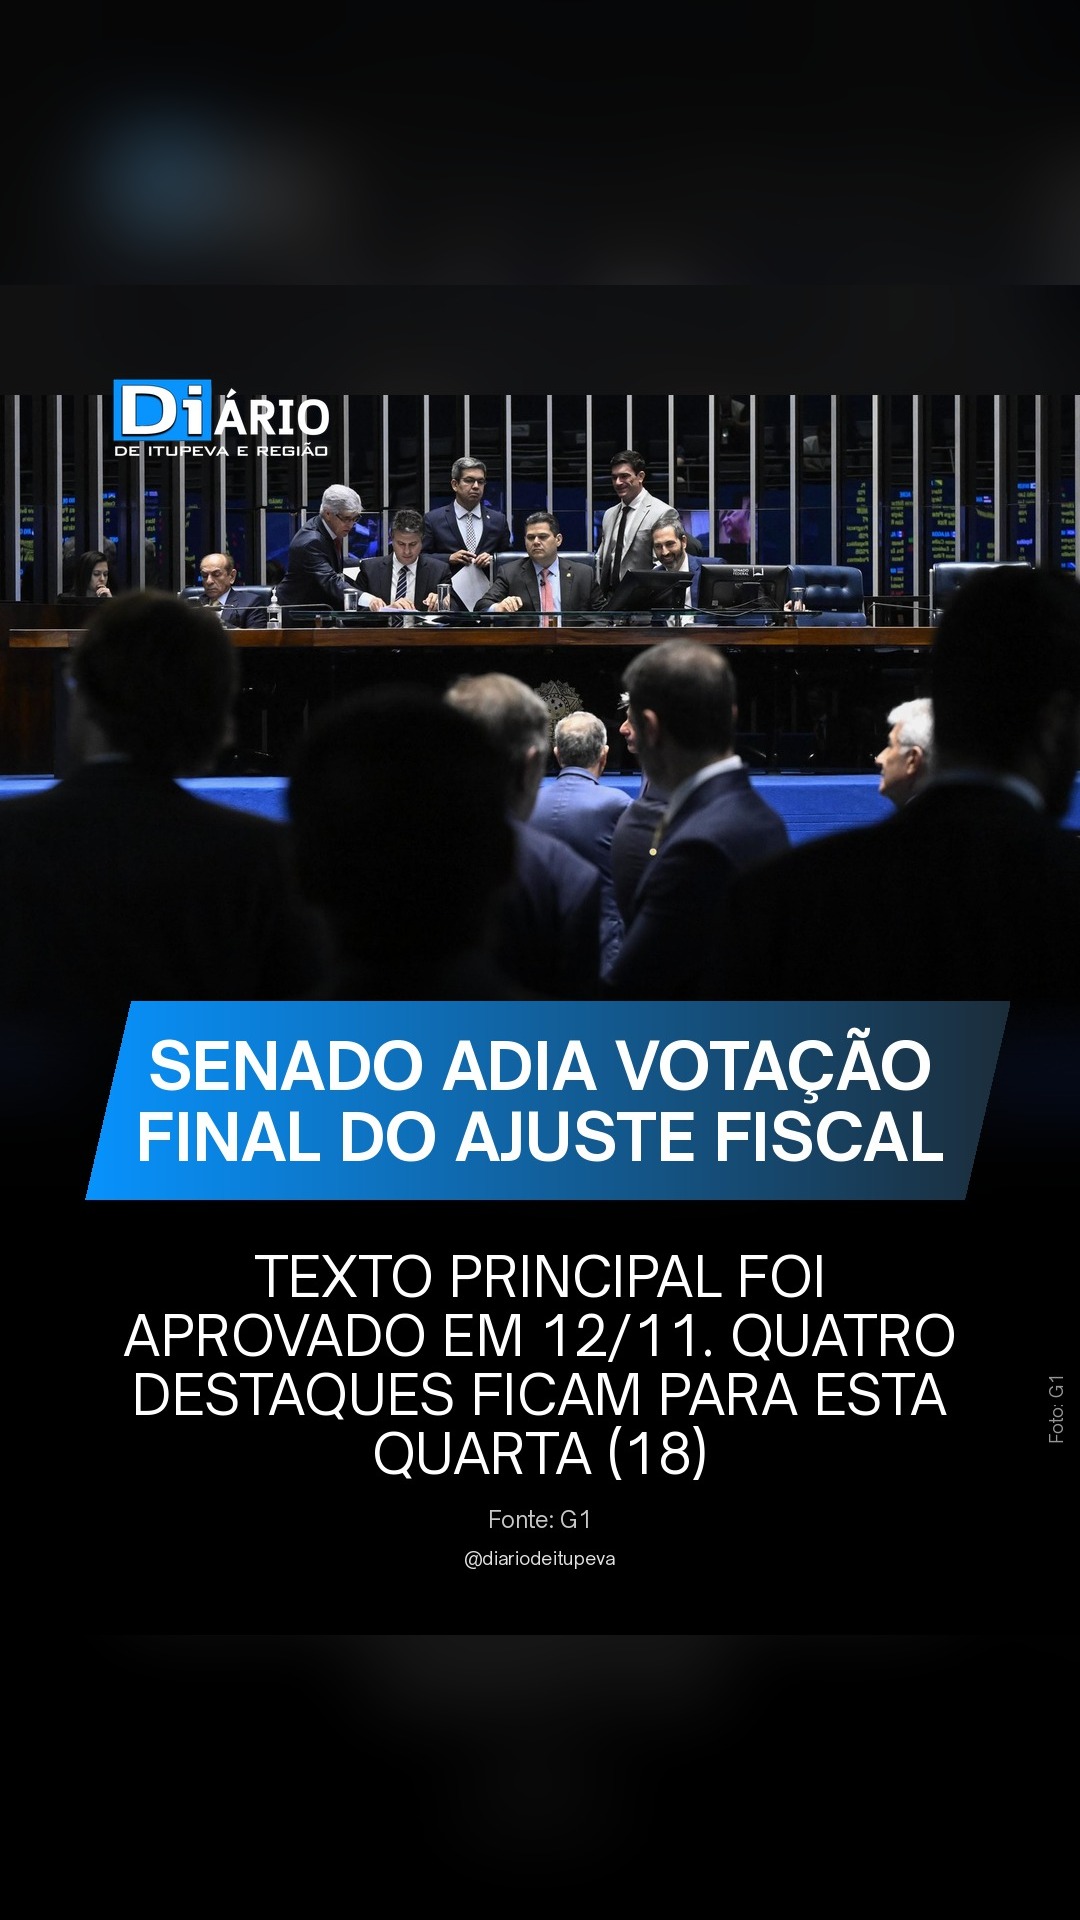 DiÁRIO
DE ITUPEVA E REGIÃO
SENADO ADIA VOTAÇÃO
FINAL DO AJUSTE FISCAL
TEXTO PRINCIPAL FOI
APROVADO EM 12/11. QUATRO
DESTAQUES FICAM PARA ESTA
QUARTA (18)
Foto: G1
Fonte: G1
@diariodeitupeva